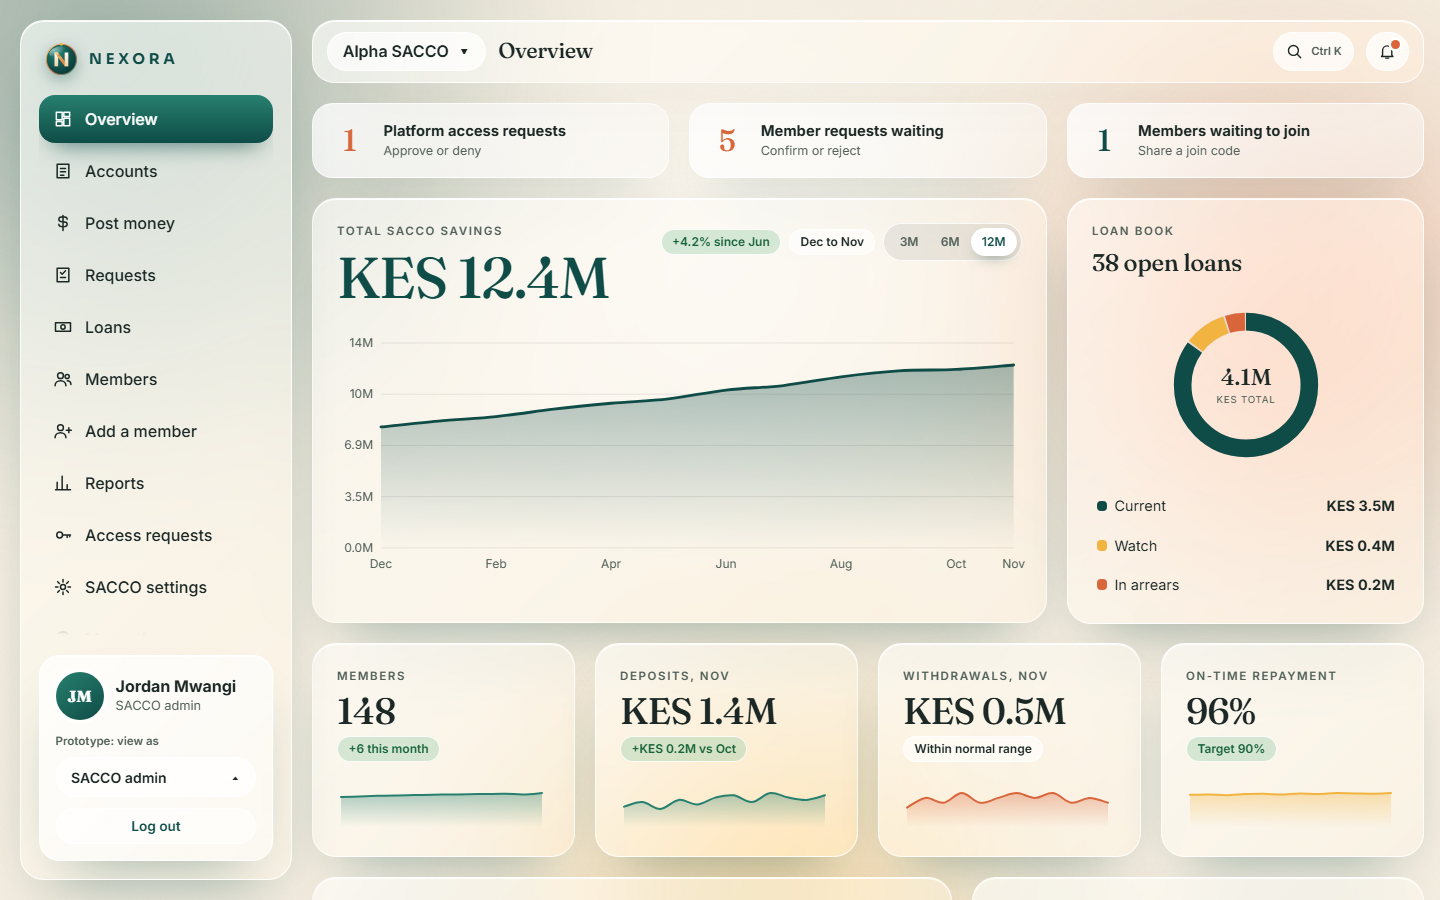 N
NEXORA
Overview
Accounts
Post money
Requests
Loans
Members
Add a member
Reports
Access requests
SACCO settings
JM
Jordan Mwangi
SACCO admin
Prototype: view as
SACCO admin
Log out
Alpha SACCO
Overview
Ctrl K
1
Platform access requests
Approve or deny
5
Member requests waiting
Confirm or reject
1
Members waiting to join
Share a join code
TOTAL SACCO SAVINGS
KES 12.4M
+4.2% since Jun
Dec to Nov
3M 6M 12M
14M
10M
6.9M
3.5M
0.0M
Dec Feb Apr Jun Aug Oct Nov
LOAN BOOK
38 open loans
4.1M
KES TOTAL
Current KES 3.5M
Watch KES 0.4M
In arrears KES 0.2M
MEMBERS
148
+6 this month
DEPOSITS, NOV
KES 1.4M
+KES 0.2M vs Oct
WITHDRAWALS, NOV
KES 0.5M
Within normal range
ON-TIME REPAYMENT
96%
Target 90%